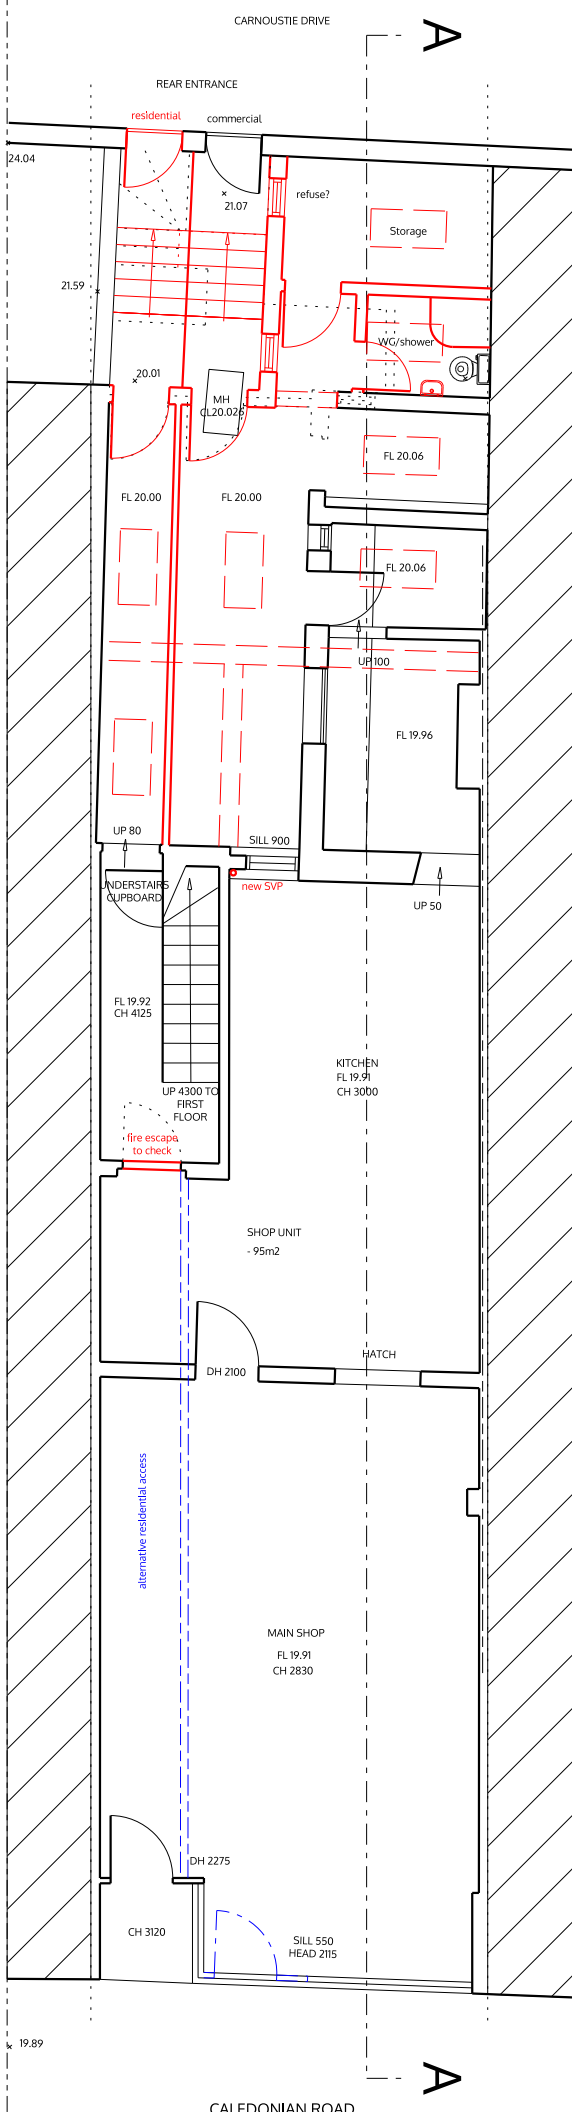 CARNOUSTIE DRIVE
A
REAR ENTRANCE
residential
commercial
24.04
21.07
refuse?
Storage
21.59
WG/shower
20.01
MH
CL20.026
FL 20.06
FL 20.00
FL 20.00
FL 20.06
UP 100
FL 19.96
UP 80
SILL 900
UNDERSTAIRS
CUPBOARD
new SVP
UP 50
FL 19.92
CH 4125
KITCHEN
FL 19.91
CH 3000
UP 4300 TO
FIRST
FLOOR
fire escape
to check
SHOP UNIT
- 95m2
HATCH
DH 2100
alternative residential access
MAIN SHOP
FL 19.91
CH 2830
DH 2275
CH 3120
SILL 550
HEAD 2115
19.89
A
CALEDONIAN ROAD